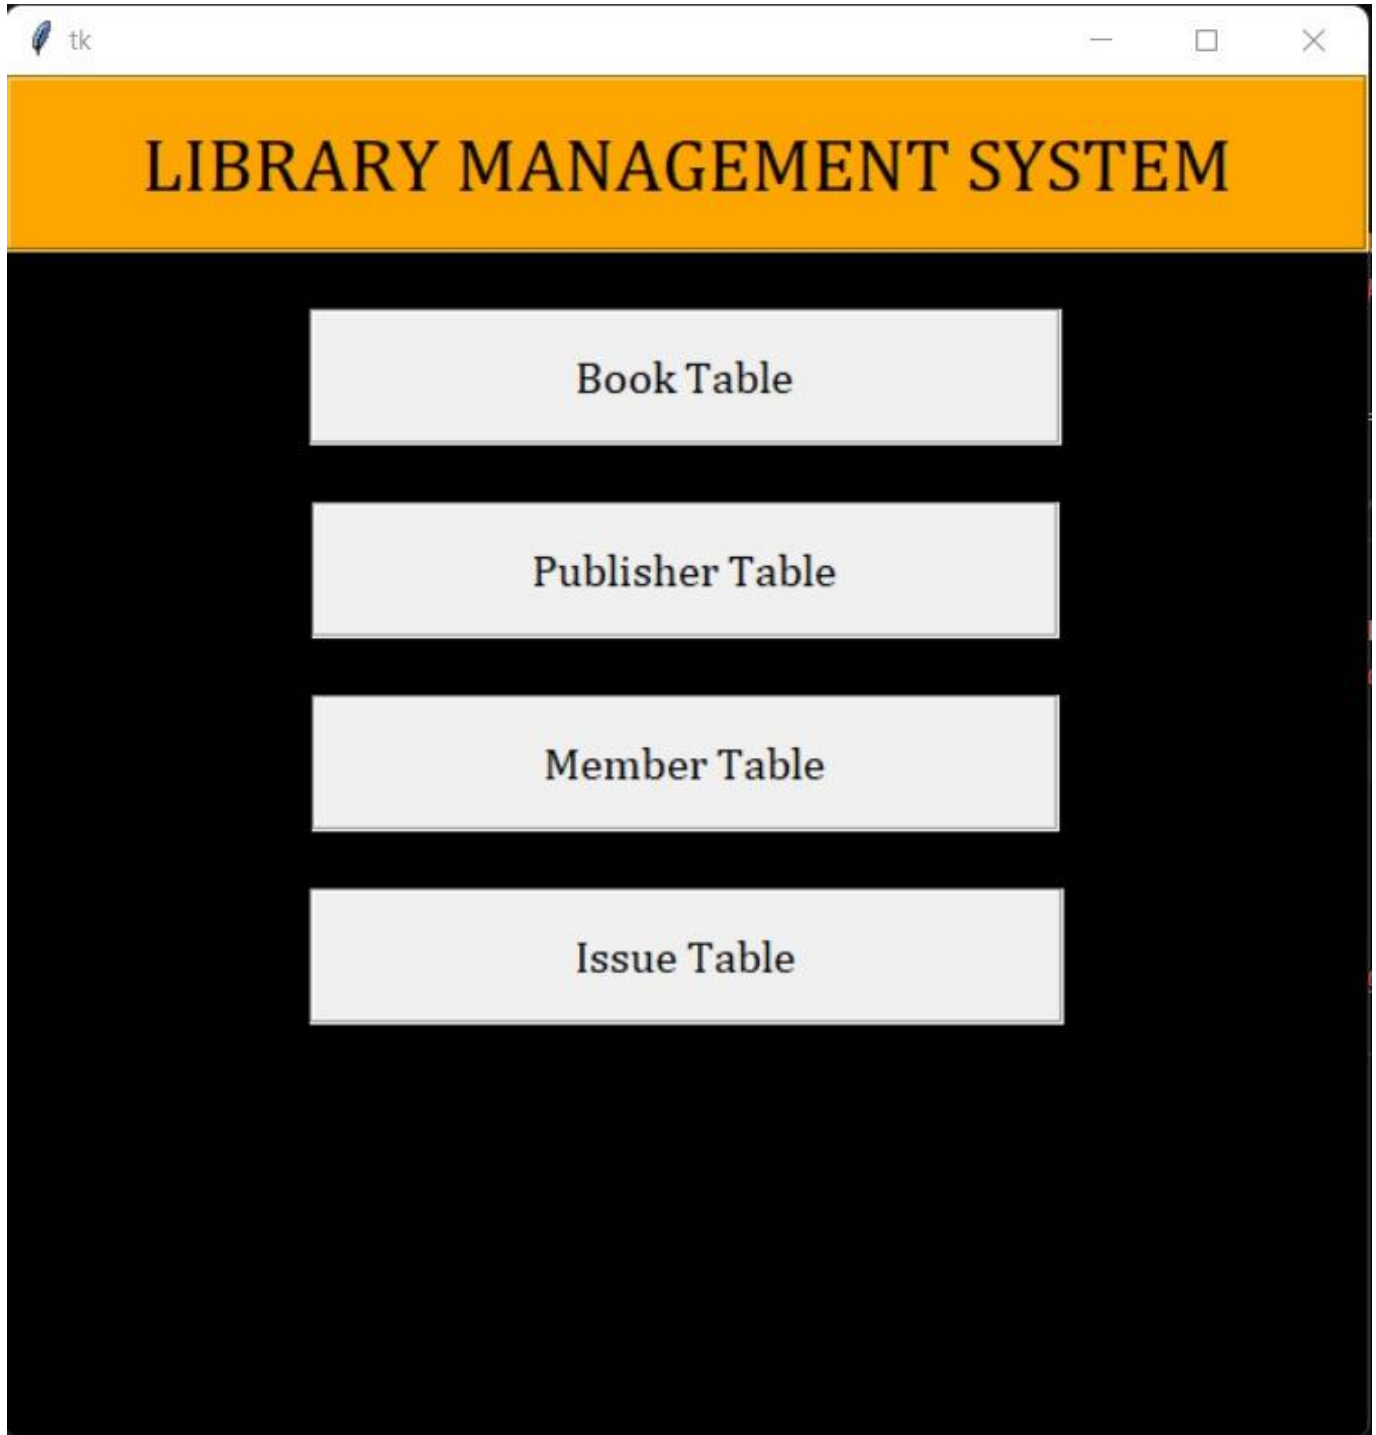 tk
LIBRARY MANAGEMENT SYSTEM
Book Table
Publisher Table
Member Table
Issue Table